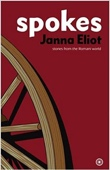 spokes
Janna Eliot
stories from the Romani world